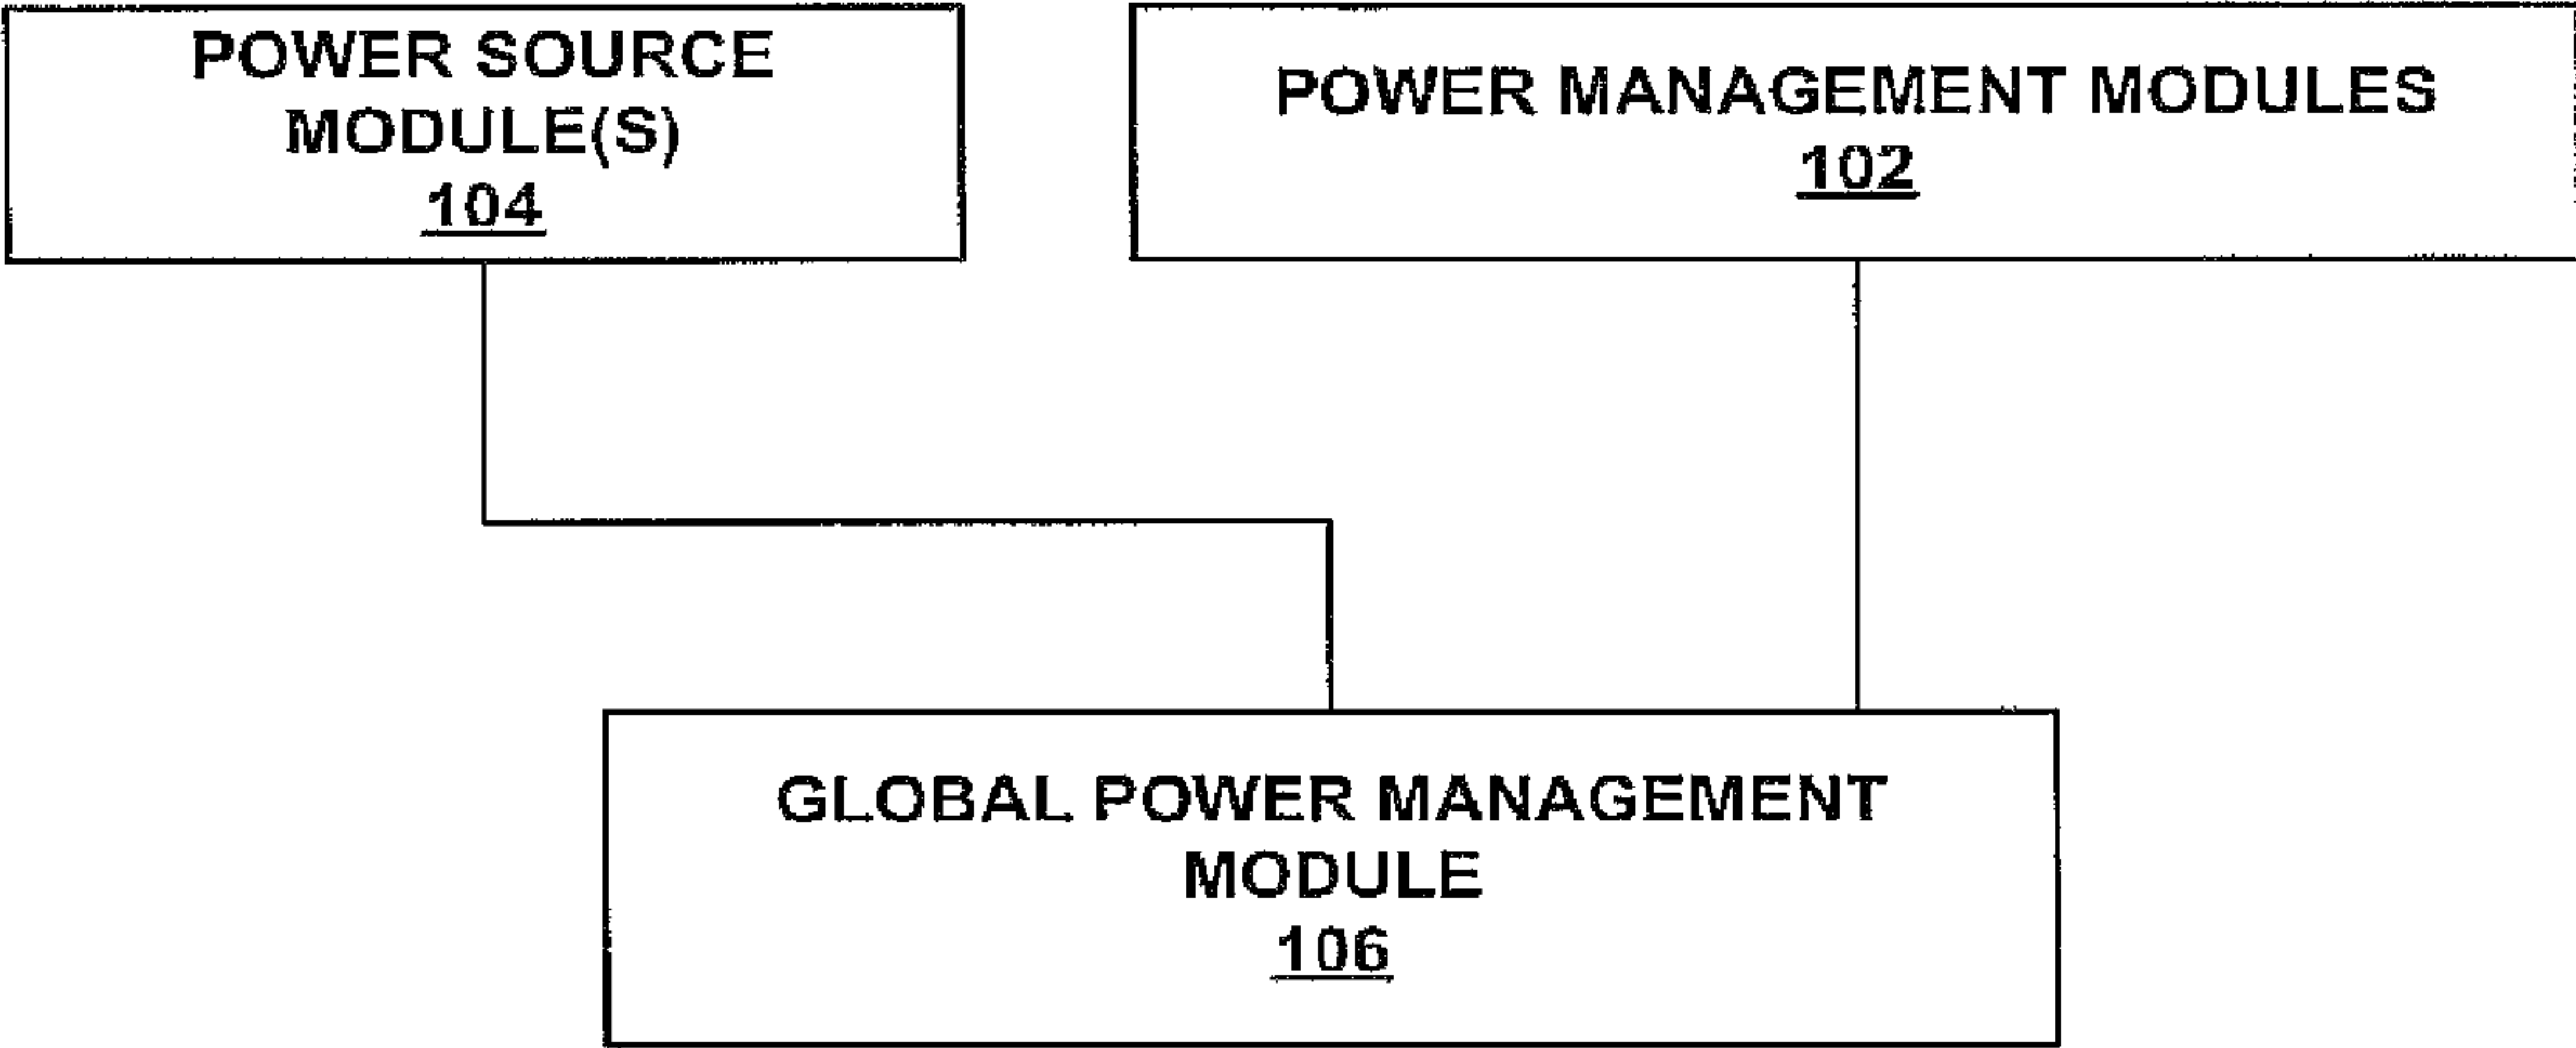 POWER SOURCE
MODULE(S)
104
POWER MANAGEMENT MODULES
102
GLOBAL POWER MANAGEMENT
MODULE
106